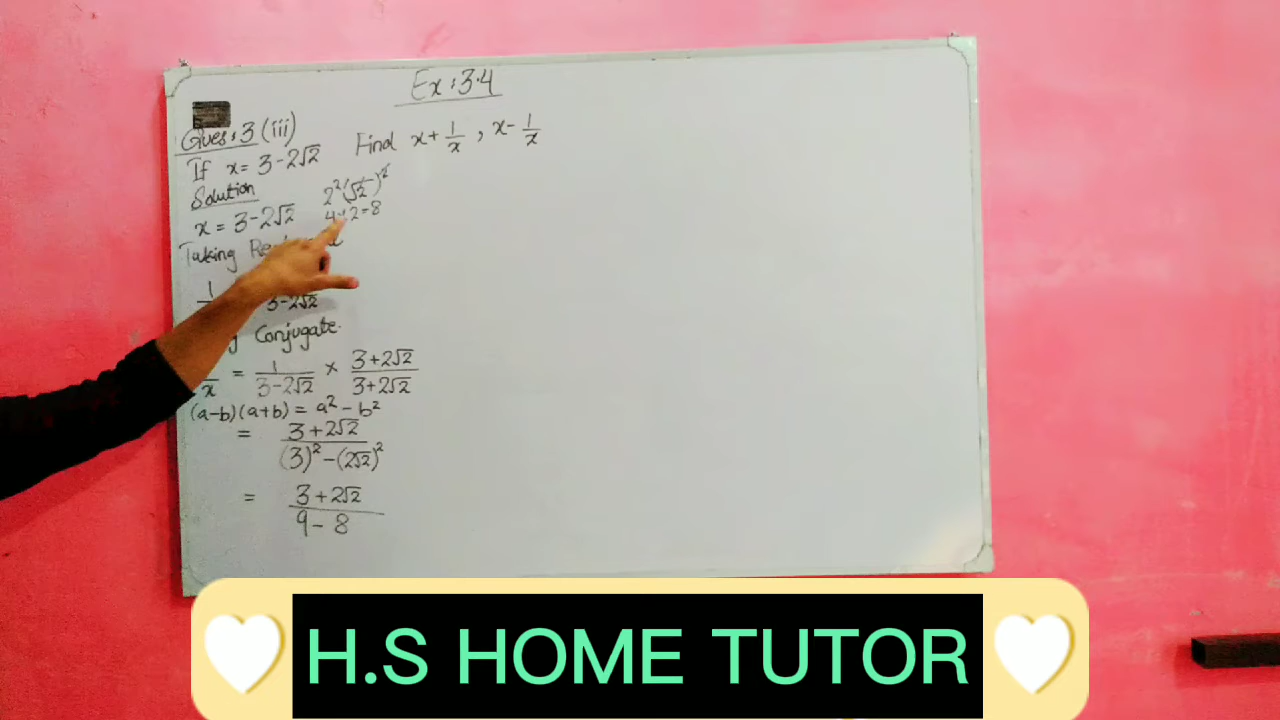 Ex: 3.4
Ques: 3 (iii)
If x = 3 - 2√2 Find x + 1/x , x - 1/x
Solution
x = 3 - 2√2 2²(√2)²
4 × 2 = 8
Taking
1 3 - 2√2
Conjugate.
x = 1/(3 - 2√2) × (3 + 2√2)/(3 + 2√2)
(a-b)(a+b) = a² - b²
= (3 + 2√2)/((3)² - (2√2)²)
= (3 + 2√2)/(9 - 8)
H.S HOME TUTOR